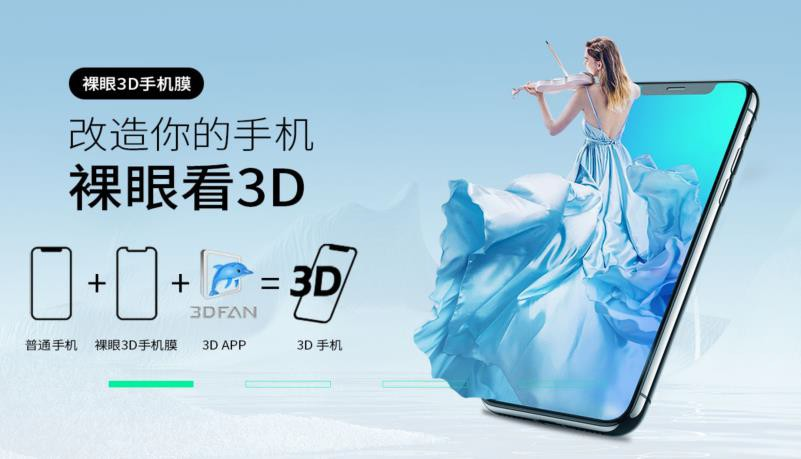 裸眼3D手机膜
改造你的手机
裸眼看3D
+ + =
3D
3DFAN
普通手机 裸眼3D手机膜 3D APP 3D 手机